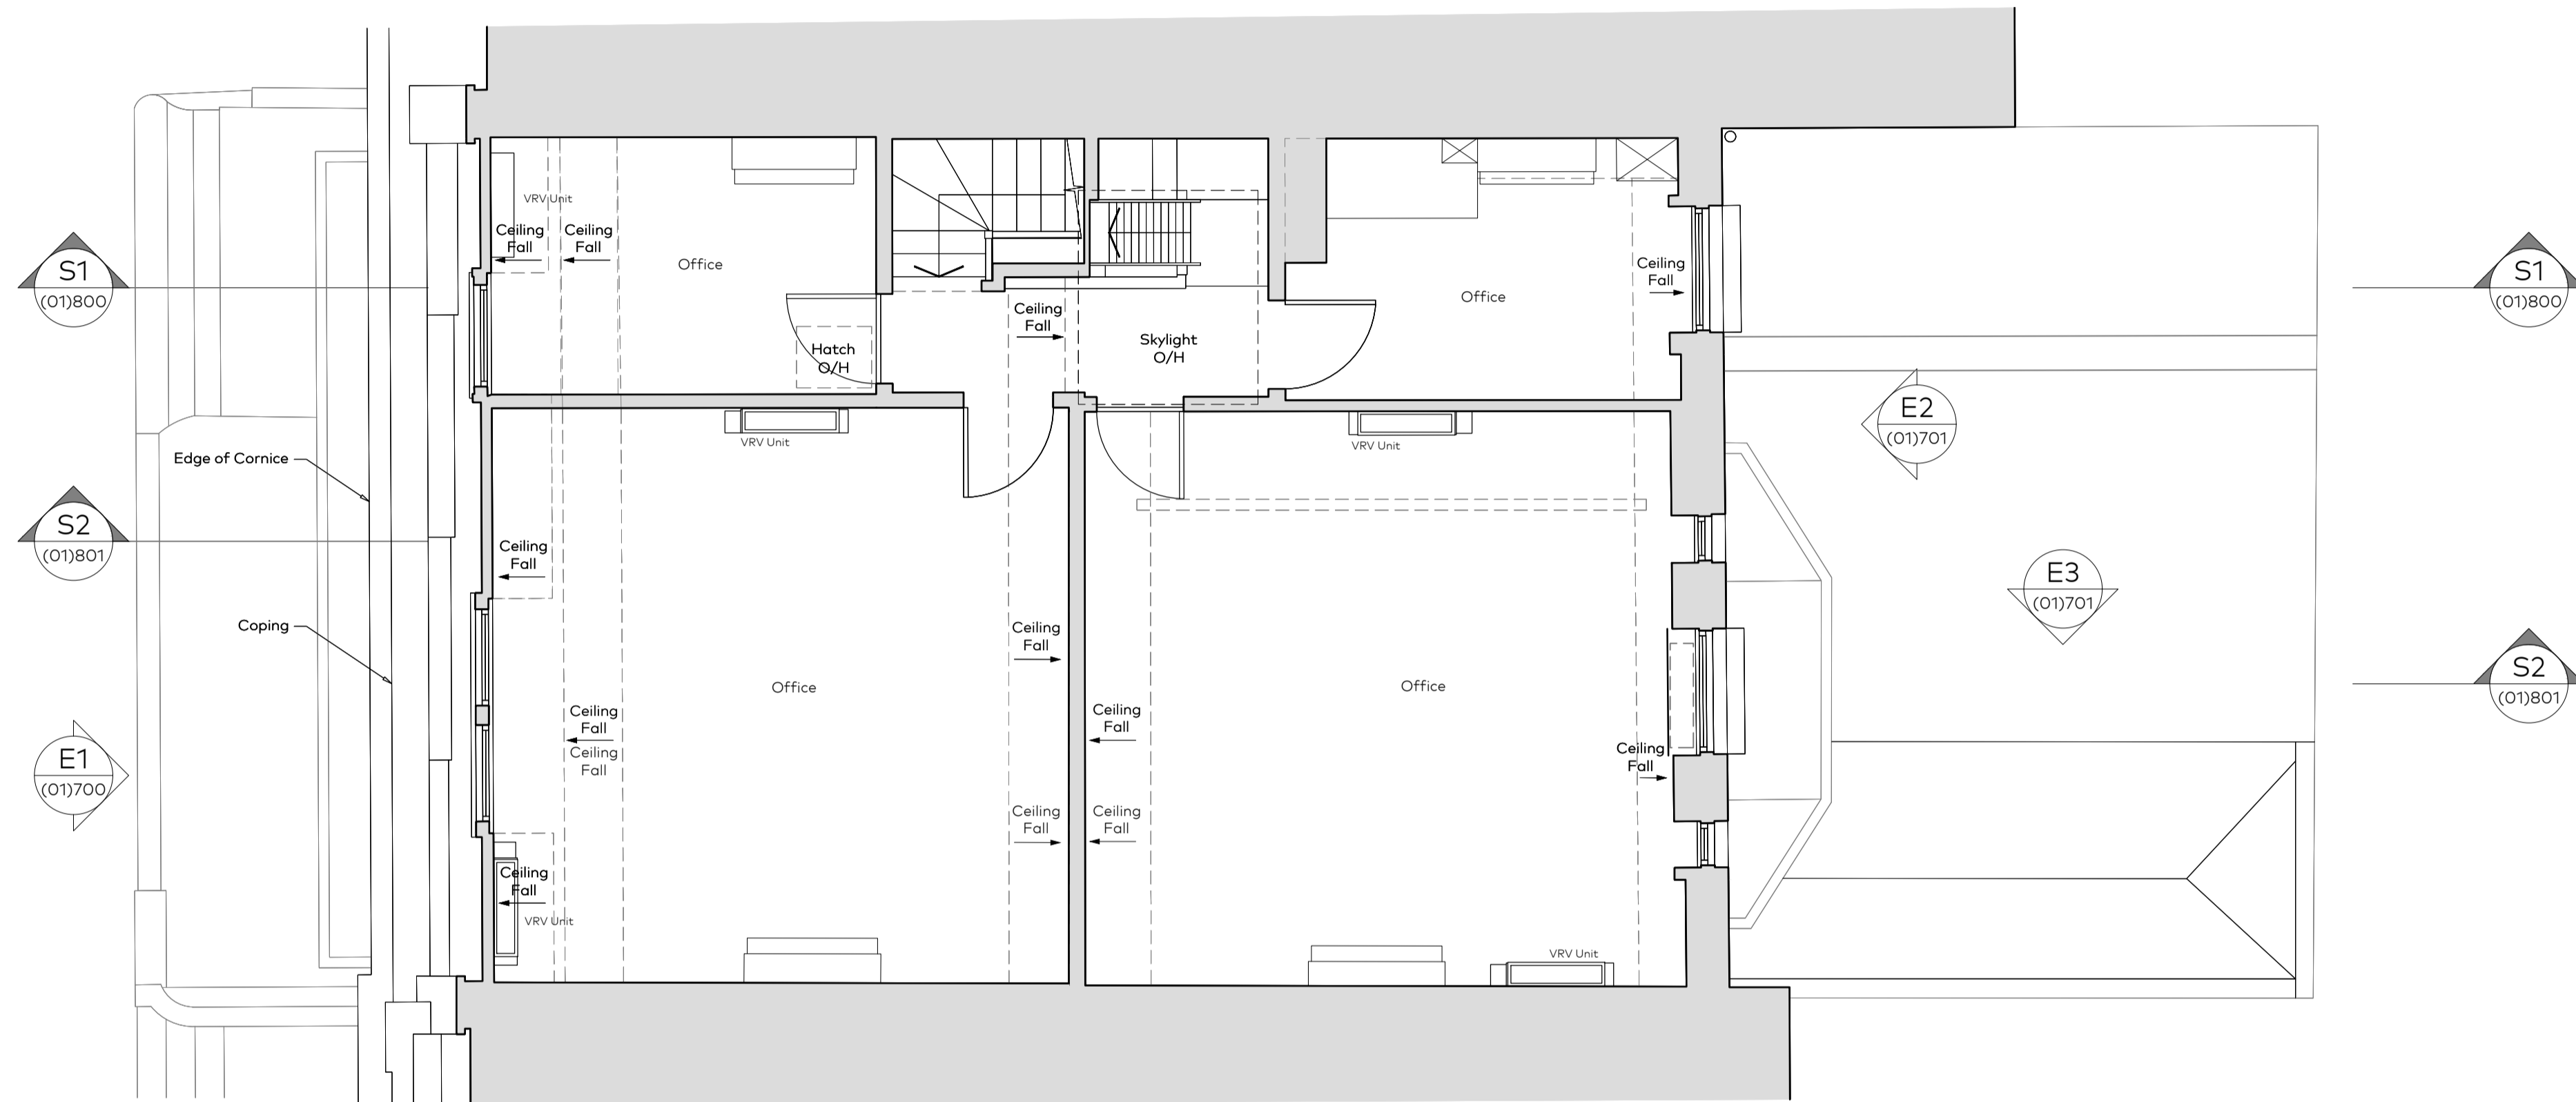 VRV Unit
Ceiling
Fall
Ceiling
Fall
Office
S1
(01)800
Ceiling
Fall
Hatch
O/H
Skylight
O/H
Office
Ceiling
Fall
S1
(01)800
Edge of Cornice
VRV Unit
VRV Unit
E2
(01)701
S2
(01)801
Ceiling
Fall
E3
(01)701
Coping
Ceiling
Fall
Office
Office
S2
(01)801
Ceiling
Fall
Ceiling
Fall
Ceiling
Fall
Ceiling
Fall
E1
(01)700
Ceiling
Fall
Ceiling
Fall
Ceiling
Fall
VRV Unit
VRV Unit